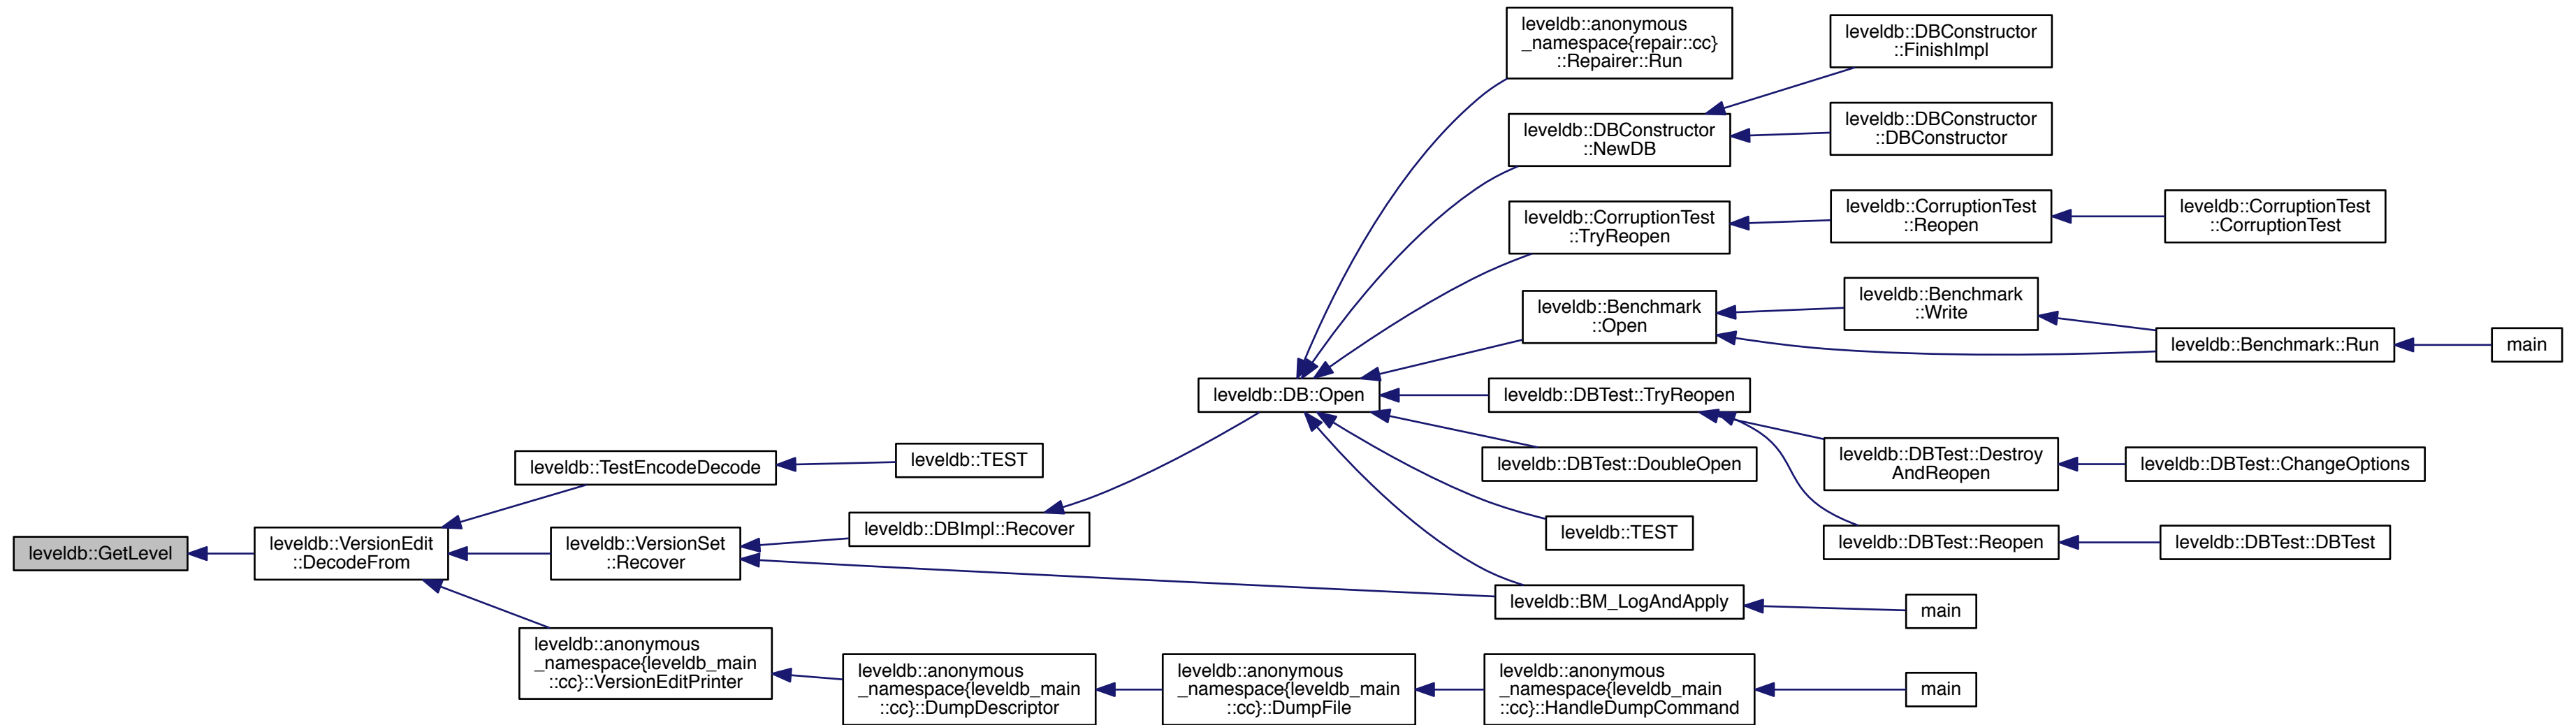 leveldb::anonymous
_namespace{repair::cc}
::Repairer::Run
leveldb::DBConstructor
::FinishImpl
leveldb::DBConstructor
::NewDB
leveldb::DBConstructor
::DBConstructor
leveldb::CorruptionTest
::TryReopen
leveldb::CorruptionTest
::Reopen
leveldb::CorruptionTest
::CorruptionTest
leveldb::Benchmark
::Open
leveldb::Benchmark
::Write
leveldb::Benchmark::Run
main
leveldb::DB::Open
leveldb::DBTest::TryReopen
leveldb::DBTest::DoubleOpen
leveldb::DBTest::Destroy
AndReopen
leveldb::DBTest::ChangeOptions
leveldb::TestEncodeDecode
leveldb::TEST
leveldb::DBImpl::Recover
leveldb::TEST
leveldb::DBTest::Reopen
leveldb::DBTest::DBTest
leveldb::GetLevel
leveldb::VersionEdit
::DecodeFrom
leveldb::VersionSet
::Recover
leveldb::BM_LogAndApply
main
leveldb::anonymous
_namespace{leveldb_main
::cc}::VersionEditPrinter
leveldb::anonymous
_namespace{leveldb_main
::cc}::DumpDescriptor
leveldb::anonymous
_namespace{leveldb_main
::cc}::DumpFile
leveldb::anonymous
_namespace{leveldb_main
::cc}::HandleDumpCommand
main